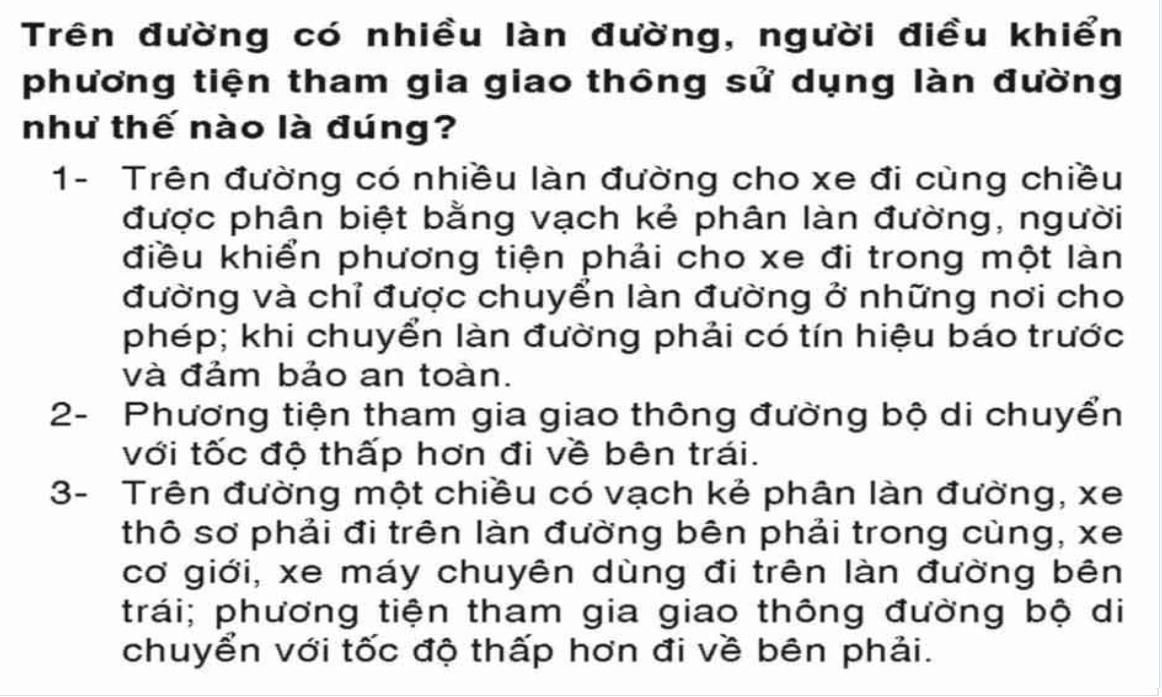 Trên đường có nhiều làn đường, người điều khiển
phương tiện tham gia giao thông sử dụng làn đường
như thế nào là đúng?
1- Trên đường có nhiều làn đường cho xe đi cùng chiều
được phân biệt bằng vạch kẻ phân làn đường, người
điều khiển phương tiện phải cho xe đi trong một làn
đường và chỉ được chuyển làn đường ở những nơi cho
phép; khi chuyển làn đường phải có tín hiệu báo trước
và đảm bảo an toàn.
2- Phương tiện tham gia giao thông đường bộ di chuyển
với tốc độ thấp hơn đi về bên trái.
3- Trên đường một chiều có vạch kẻ phân làn đường, xe
thô sơ phải đi trên làn đường bên phải trong cùng, xe
cơ giới, xe máy chuyên dùng đi trên làn đường bên
trái; phương tiện tham gia giao thông đường bộ di
chuyển với tốc độ thấp hơn đi về bên phải.